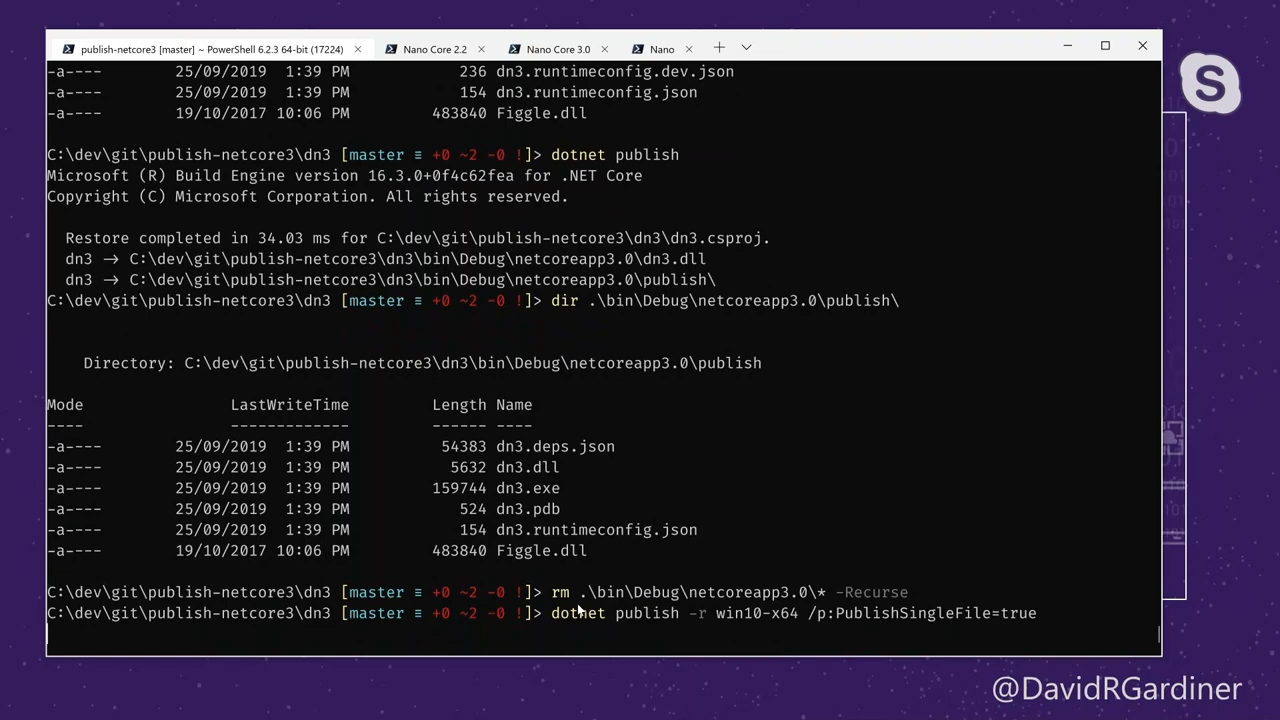 publish-netcore3 [master] ~ PowerShell 6.2.3 64-bit (17224)
Nano Core 2.2
Nano Core 3.0
Nano
-a---- 25/09/2019 1:39 PM 236 dn3.runtimeconfig.dev.json
-a---- 25/09/2019 1:39 PM 154 dn3.runtimeconfig.json
-a---- 19/10/2017 10:06 PM 483840 Figgle.dll
C:\dev\git\publish-netcore3\dn3 [master ≡ +0 ~2 -0 !]> dotnet publish
Microsoft (R) Build Engine version 16.3.0+0f4c62fea for .NET Core
Copyright (C) Microsoft Corporation. All rights reserved.
Restore completed in 34.03 ms for C:\dev\git\publish-netcore3\dn3\dn3.csproj.
dn3 → C:\dev\git\publish-netcore3\dn3\bin\Debug\netcoreapp3.0\dn3.dll
dn3 → C:\dev\git\publish-netcore3\dn3\bin\Debug\netcoreapp3.0\publish\
C:\dev\git\publish-netcore3\dn3 [master ≡ +0 ~2 -0 !]> dir .\bin\Debug\netcoreapp3.0\publish\
Directory: C:\dev\git\publish-netcore3\dn3\bin\Debug\netcoreapp3.0\publish
Mode LastWriteTime Length Name
---- ------------- ------ ----
-a---- 25/09/2019 1:39 PM 54383 dn3.deps.json
-a---- 25/09/2019 1:39 PM 5632 dn3.dll
-a---- 25/09/2019 1:39 PM 159744 dn3.exe
-a---- 25/09/2019 1:39 PM 524 dn3.pdb
-a---- 25/09/2019 1:39 PM 154 dn3.runtimeconfig.json
-a---- 19/10/2017 10:06 PM 483840 Figgle.dll
C:\dev\git\publish-netcore3\dn3 [master ≡ +0 ~2 -0 !]> rm .\bin\Debug\netcoreapp3.0\* -Recurse
C:\dev\git\publish-netcore3\dn3 [master ≡ +0 ~2 -0 !]> dotnet publish -r win10-x64 /p:PublishSingleFile=true
@DavidRGardiner